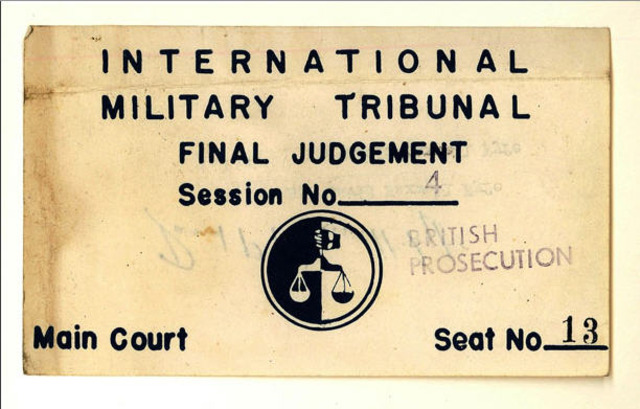 INTERNATIONAL
MILITARY TRIBUNAL
FINAL JUDGEMENT
Session No. 4
BRITISH
PROSECUTION
Main Court
Seat No. 13